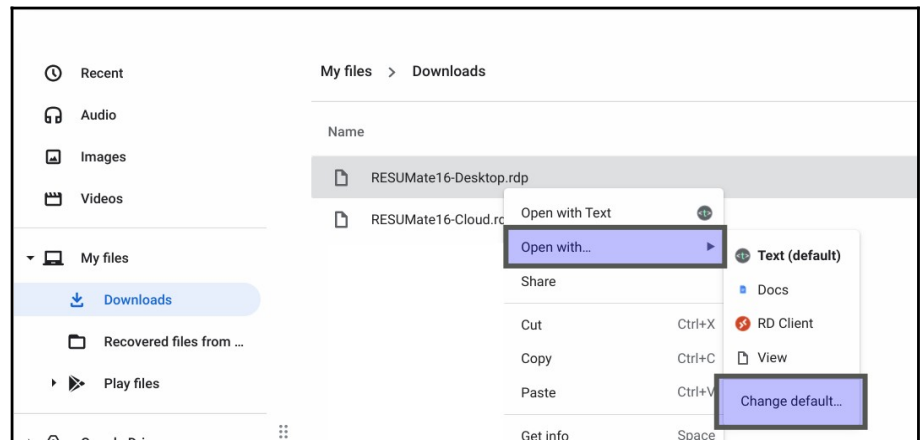 Recent
Audio
Images
Videos
My files
Downloads
Recovered files from ...
Play files
My files > Downloads
Name
RESUMate16-Desktop.rdp
RESUMate16-Cloud.rd
Open with Text
Open with...
Share
Cut Ctrl+X
Copy Ctrl+C
Paste Ctrl+V
Get info Space
Text (default)
Docs
RD Client
View
Change default...